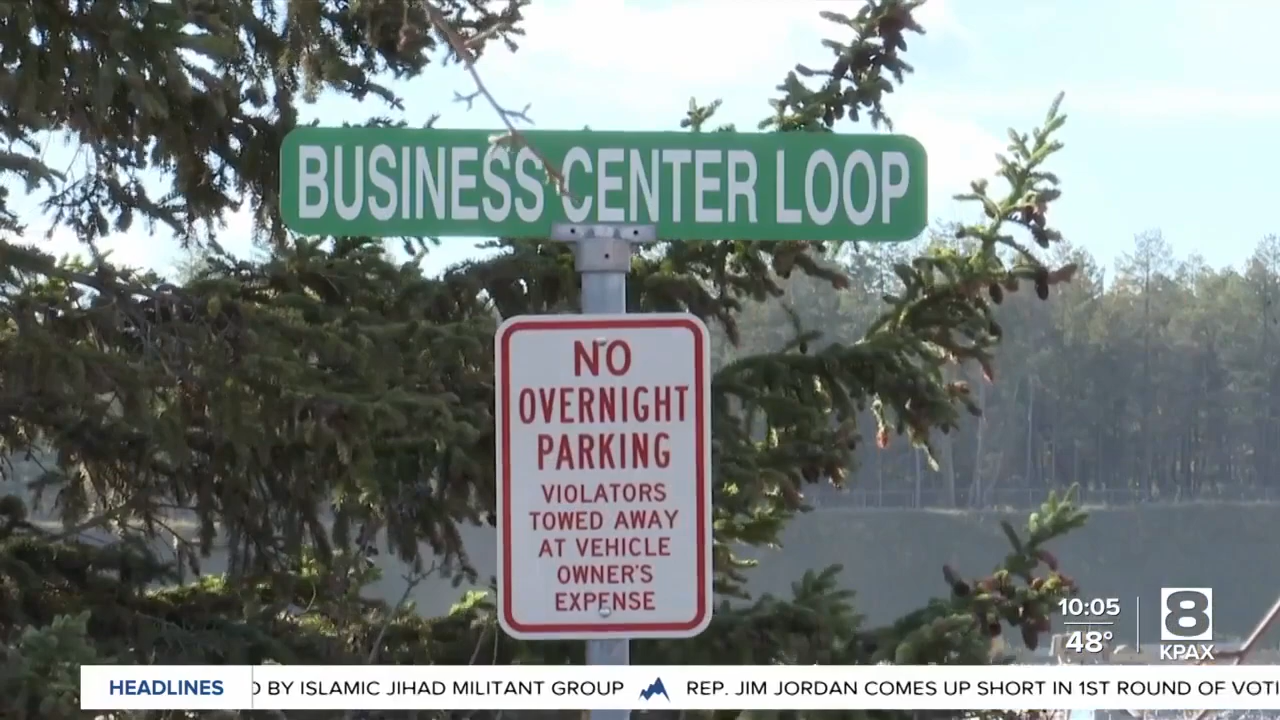 BUSINESS CENTER LOOP
NO
OVERNIGHT
PARKING
VIOLATORS
TOWED AWAY
AT VEHICLE
OWNER'S
EXPENSE
10:05
48°
8
KPAX
HEADLINES
BY ISLAMIC JIHAD MILITANT GROUP REP. JIM JORDAN COMES UP SHORT IN 1ST ROUND OF